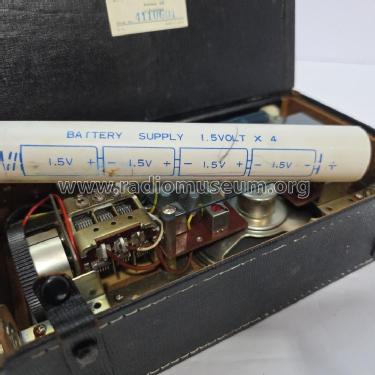 BATTERY SUPPLY 1.5VOLT X 4
1.5V + - 1.5V + - 1.5V + - 1.5V -
www.radiomuseum.org